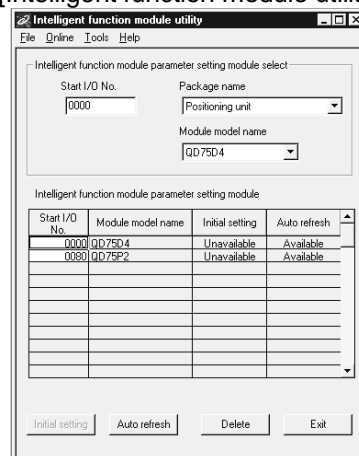 [Intelligent function module utili
Intelligent function module utility
File Online Tools Help
Intelligent function module parameter setting module select
Start I/O No. Package name
0000 Positioning unit
Module model name
QD75D4
Intelligent function module parameter setting module
Start I/O No. Module model name Initial setting Auto refresh
0000 QD75D4 Unavailable Available
0080 QD75P2 Unavailable Available
Initial setting Auto refresh Delete Exit